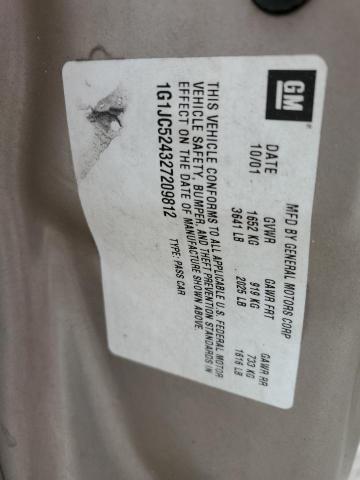 GM
MFD BY GENERAL MOTORS CORP
DATE GVWR GAWR FRT GAWR RR
10/01 1652 KG 919 KG 733 KG
3641 LB 2025 LB 1616 LB
THIS VEHICLE CONFORMS TO ALL APPLICABLE U.S. FEDERAL MOTOR
VEHICLE SAFETY, BUMPER, AND THEFT PREVENTION STANDARDS IN
EFFECT ON THE DATE OF MANUFACTURE SHOWN ABOVE.
1G1JC524327209812 TYPE: PASS CAR